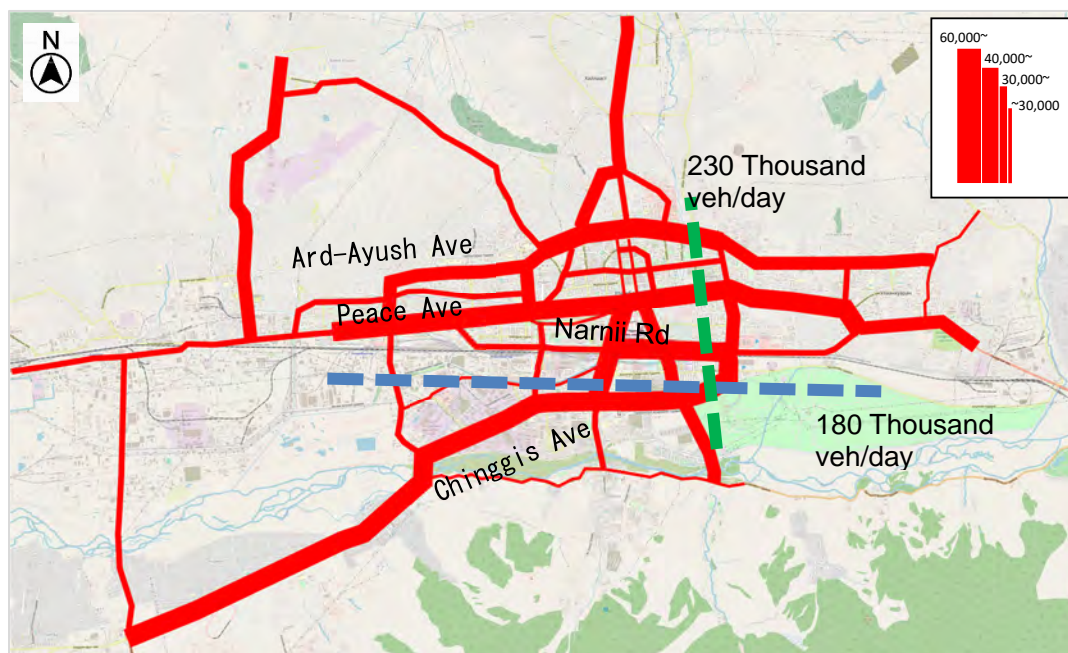 N
60,000~
40,000~
30,000~
~30,000
230 Thousand
veh/day
Ard-Ayush Ave
Peace Ave
Narnii Rd
Chinggis Ave
180 Thousand
veh/day